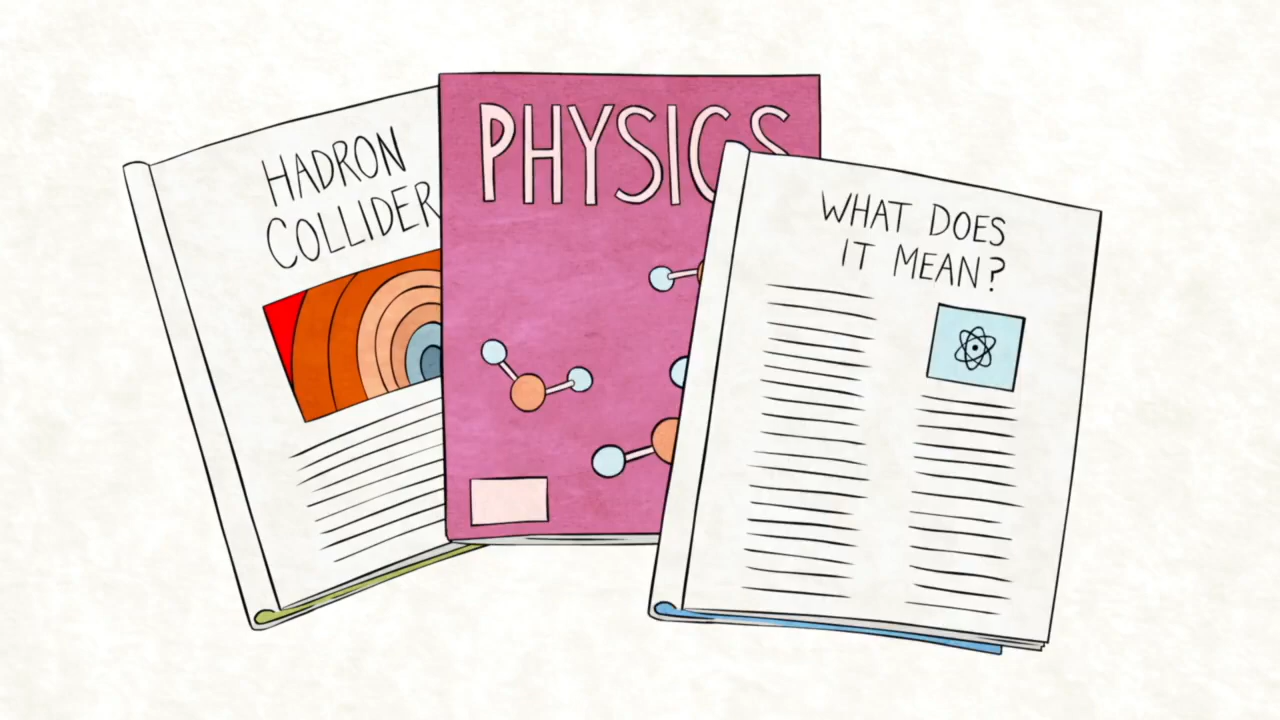 HADRON
COLLIDER
PHYSICS
WHAT DOES
IT MEAN?